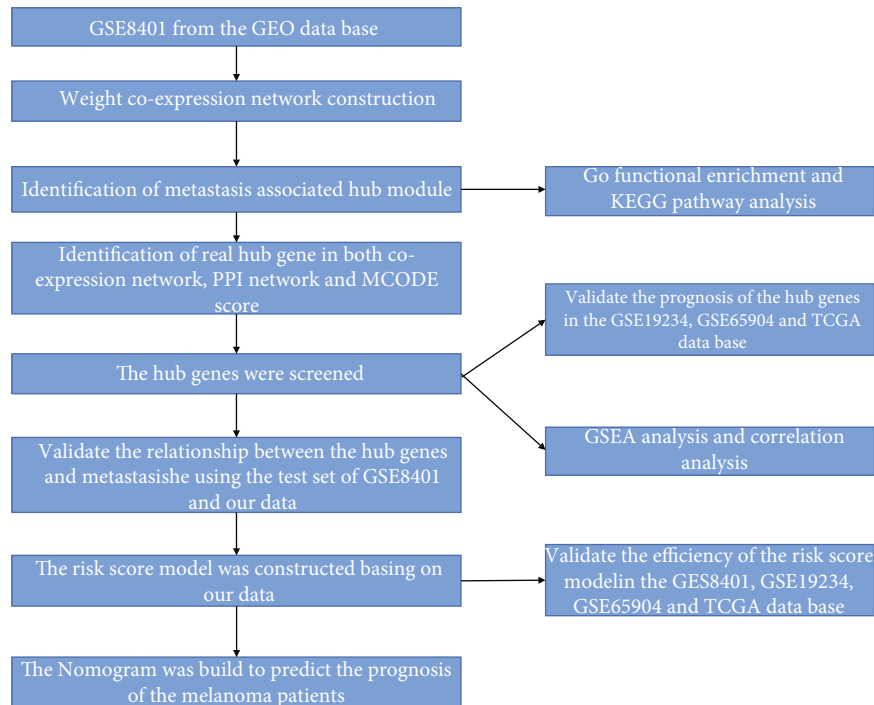 GSE8401 from the GEO data base
Weight co-expression network construction
Identification of metastasis associated hub module
Go functional enrichment and
KEGG pathway analysis
Identification of real hub gene in both co-
expression network, PPI network and MCODE
score
Validate the prognosis of the hub genes
in the GSE19234, GSE65904 and TCGA
data base
The hub genes were screened
GSEA analysis and correlation
analysis
Validate the relationship between the hub genes
and metastasishe using the test set of GSE8401
and our data
The risk score model was constructed basing on
our data
Validate the efficiency of the risk score
modelin the GES8401, GSE19234,
GSE65904 and TCGA data base
The Nomogram was build to predict the prognosis
of the melanoma patients